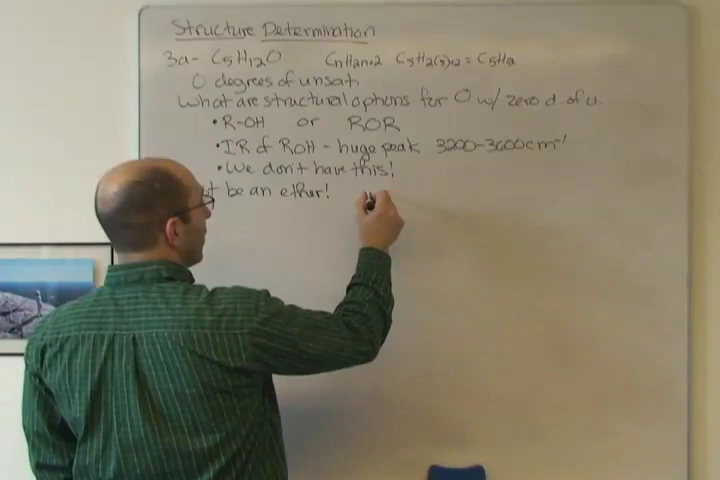 Structure Determination
3a- C5H12O CnH2n+2 C5H2(5)+2 = C5H12
0 degrees of unsat.
What are structural options for O w/ zero d. of u.
• R-OH or ROR
• IR of ROH - huge peak 3200-3600cm-1
• We don't have this!
be an ether!